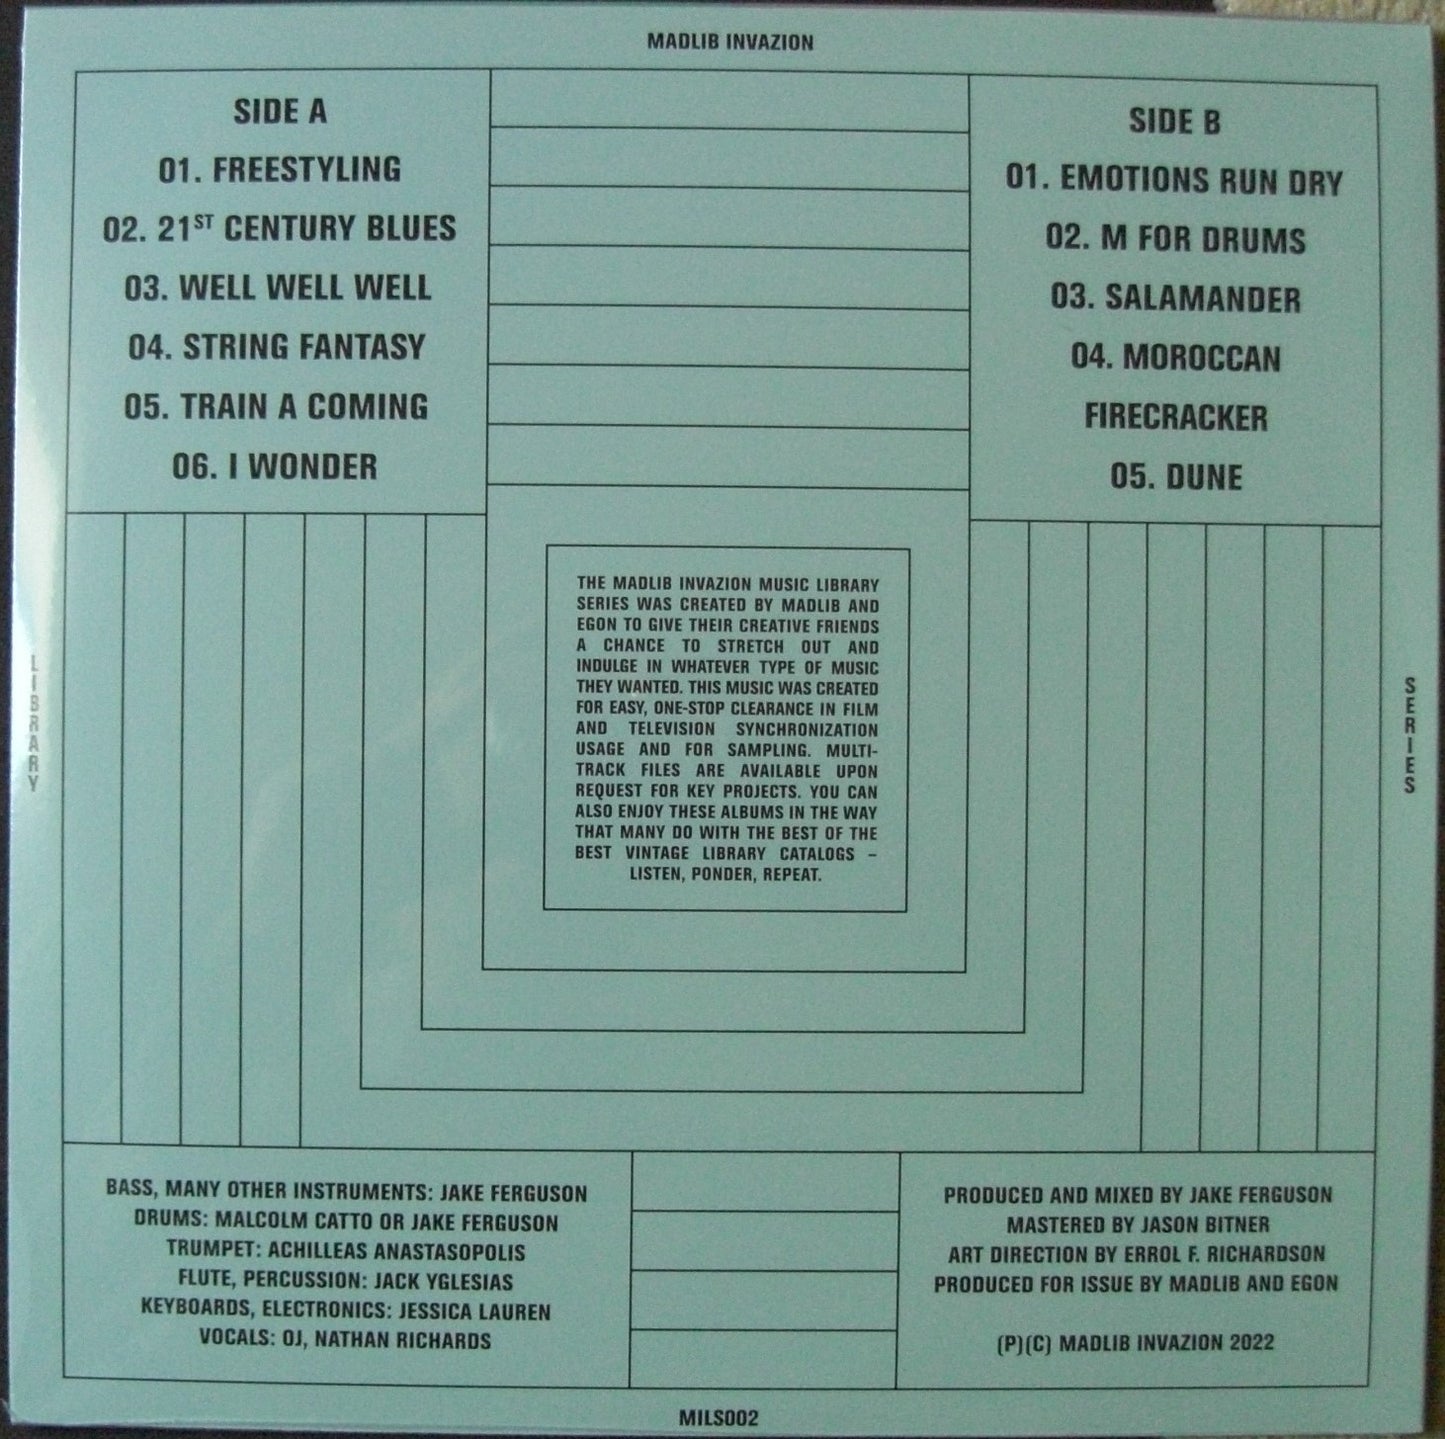 MADLIB INVAZION
SIDE A
01. FREESTYLING
02. 21ST CENTURY BLUES
03. WELL WELL WELL
04. STRING FANTASY
05. TRAIN A COMING
06. I WONDER
SIDE B
01. EMOTIONS RUN DRY
02. M FOR DRUMS
03. SALAMANDER
04. MOROCCAN
FIRECRACKER
05. DUNE
THE MADLIB INVAZION MUSIC LIBRARY
SERIES WAS CREATED BY MADLIB AND
EGON TO GIVE THEIR CREATIVE FRIENDS
A CHANCE TO STRETCH OUT AND
INDULGE IN WHATEVER TYPE OF MUSIC
THEY WANTED. THIS MUSIC WAS CREATED
FOR EASY, ONE-STOP CLEARANCE IN FILM
AND TELEVISION SYNCHRONIZATION
USAGE AND FOR SAMPLING. MULTI-
TRACK FILES ARE AVAILABLE UPON
REQUEST FOR KEY PROJECTS. YOU CAN
ALSO ENJOY THESE ALBUMS IN THE WAY
THAT MANY DO WITH THE BEST OF THE
BEST VINTAGE LIBRARY CATALOGS –
LISTEN, PONDER, REPEAT.
LIBRARY
SERIES
BASS, MANY OTHER INSTRUMENTS: JAKE FERGUSON
DRUMS: MALCOLM CATTO OR JAKE FERGUSON
TRUMPET: ACHILLEAS ANASTASOPOLIS
FLUTE, PERCUSSION: JACK YGLESIAS
KEYBOARDS, ELECTRONICS: JESSICA LAUREN
VOCALS: OJ, NATHAN RICHARDS
PRODUCED AND MIXED BY JAKE FERGUSON
MASTERED BY JASON BITNER
ART DIRECTION BY ERROL F. RICHARDSON
PRODUCED FOR ISSUE BY MADLIB AND EGON
(P)(C) MADLIB INVAZION 2022
MILS002